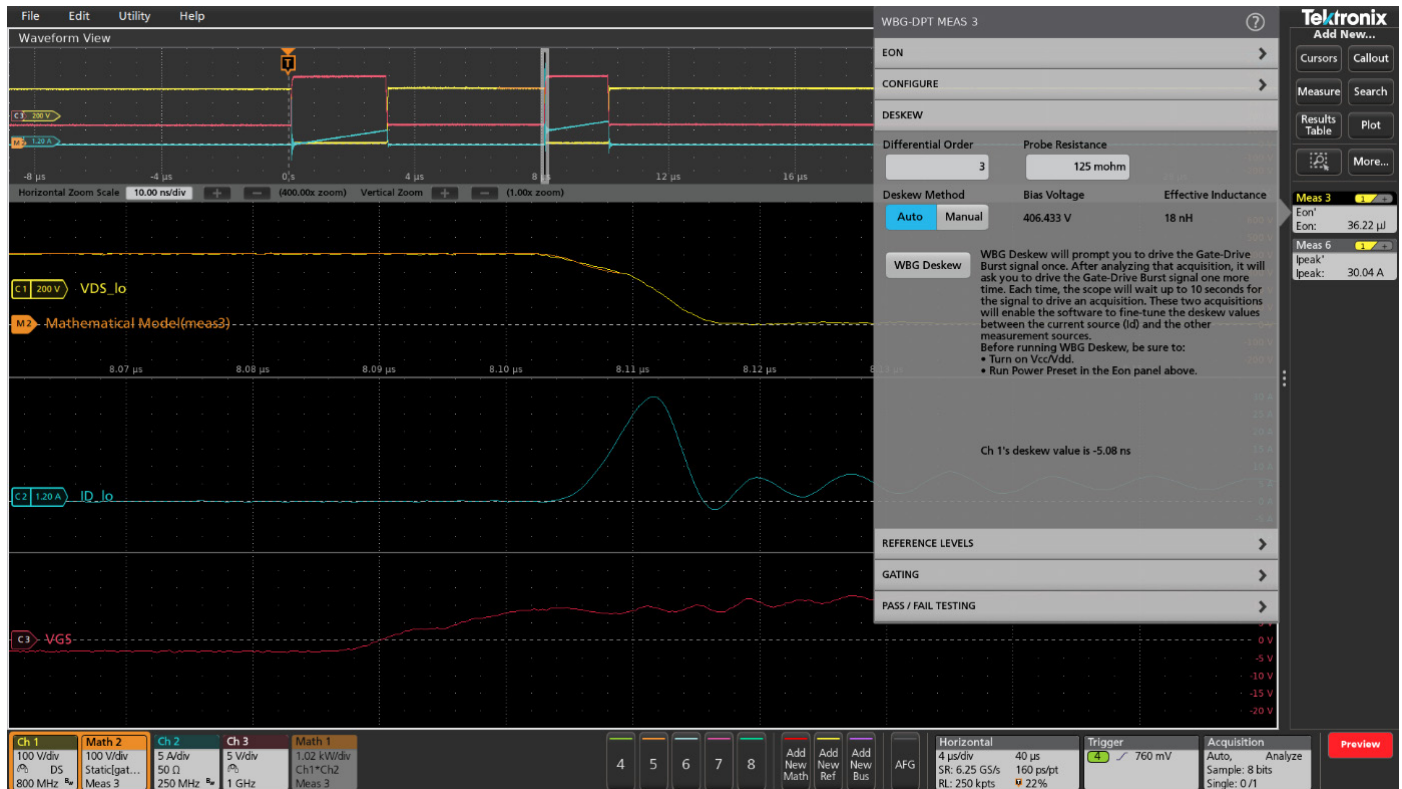 File Edit Utility Help
Waveform View
-8 µs -4 µs 0 s 4 µs 8 µs 12 µs 16 µs
C3 200 V
M2 1.20 A
Horizontal Zoom Scale 10.00 ns/div + − (400.00x zoom) Vertical Zoom + − (1.00x zoom)
C1 200 V VDS_lo
M2 Mathematical Model(meas3)
8.07 µs 8.08 µs 8.09 µs 8.10 µs 8.11 µs 8.12 µs
C2 1.20 A ID_lo
C3 VGS
0 V
-5 V
-10 V
-15 V
-20 V
WBG-DPT MEAS 3 ?
EON
CONFIGURE
DESKEW
Differential Order Probe Resistance
3 125 mohm
Deskew Method Bias Voltage Effective Inductance
Auto Manual 406.433 V 18 nH
WBG Deskew
WBG Deskew will prompt you to drive the Gate-Drive
Burst signal once. After analyzing that acquisition, it will
ask you to drive the Gate-Drive Burst signal one more
time. Each time, the scope will wait up to 10 seconds for
the signal to drive an acquisition. These two acquisitions
will enable the software to fine-tune the deskew values
between the current source (Id) and the other
measurement sources.
Before running WBG Deskew, be sure to:
• Turn on Vcc/Vdd.
• Run Power Preset in the Eon panel above.
Ch 1's deskew value is -5.08 ns
REFERENCE LEVELS
GATING
PASS / FAIL TESTING
Tektronix
Add New...
Cursors Callout
Measure Search
Results Table Plot
More...
Meas 3 1
Eon'
Eon: 36.22 µJ
Meas 6 1
Ipeak'
Ipeak: 30.04 A
Ch 1
100 V/div
DS
800 MHz Bw
Math 2
100 V/div
Static[gat...
Meas 3
Ch 2
5 A/div
50 Ω
250 MHz Bw
Ch 3
5 V/div
1 GHz
Math 1
1.02 kW/div
Ch1*Ch2
Meas 3
4 5 6 7 8
Add New Math
Add New Ref
Add New Bus
AFG
Horizontal
4 µs/div 40 µs
SR: 6.25 GS/s 160 ps/pt
RL: 250 kpts 22%
Trigger
4 760 mV
Acquisition
Auto, Analyze
Sample: 8 bits
Single: 0 /1
Preview